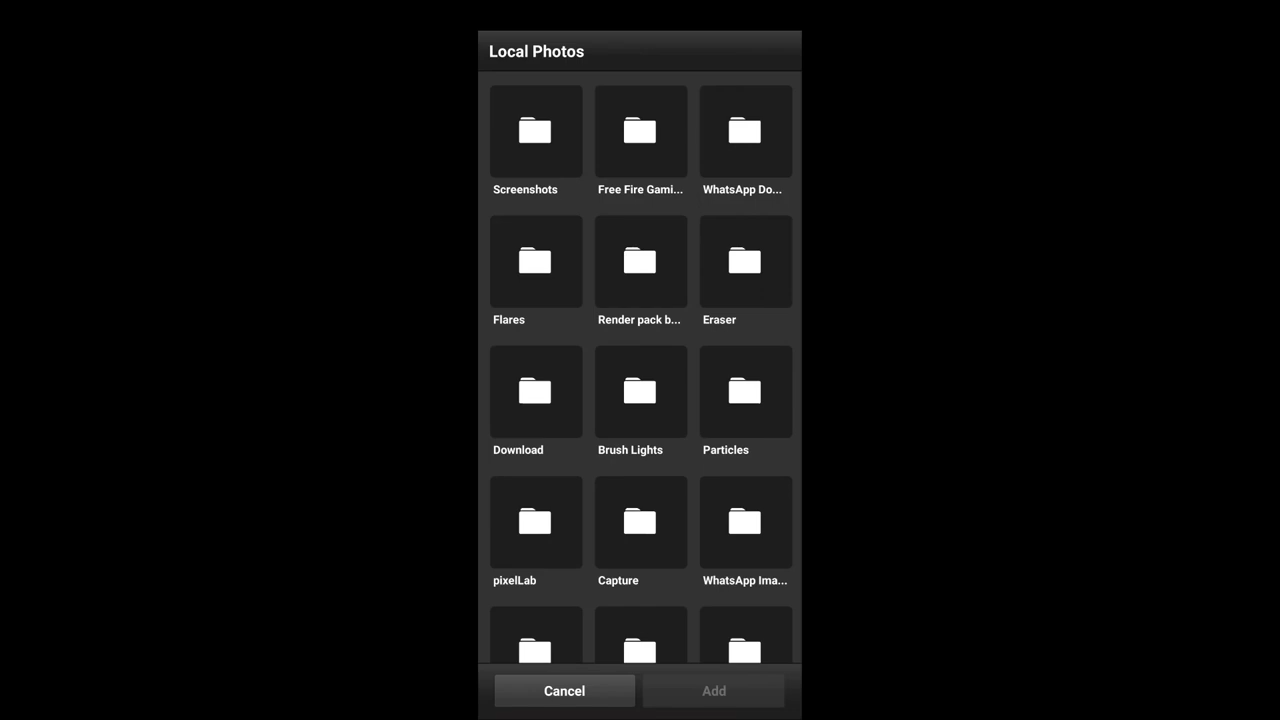 Local Photos
Screenshots
Free Fire Gami...
WhatsApp Do...
Flares
Render pack b...
Eraser
Download
Brush Lights
Particles
pixelLab
Capture
WhatsApp Ima...
Cancel
Add